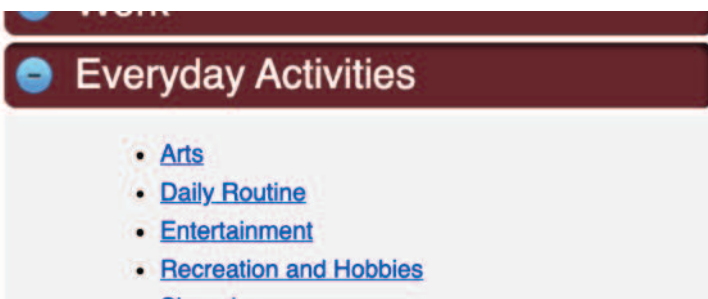 Everyday Activities
Arts
Daily Routine
Entertainment
Recreation and Hobbies